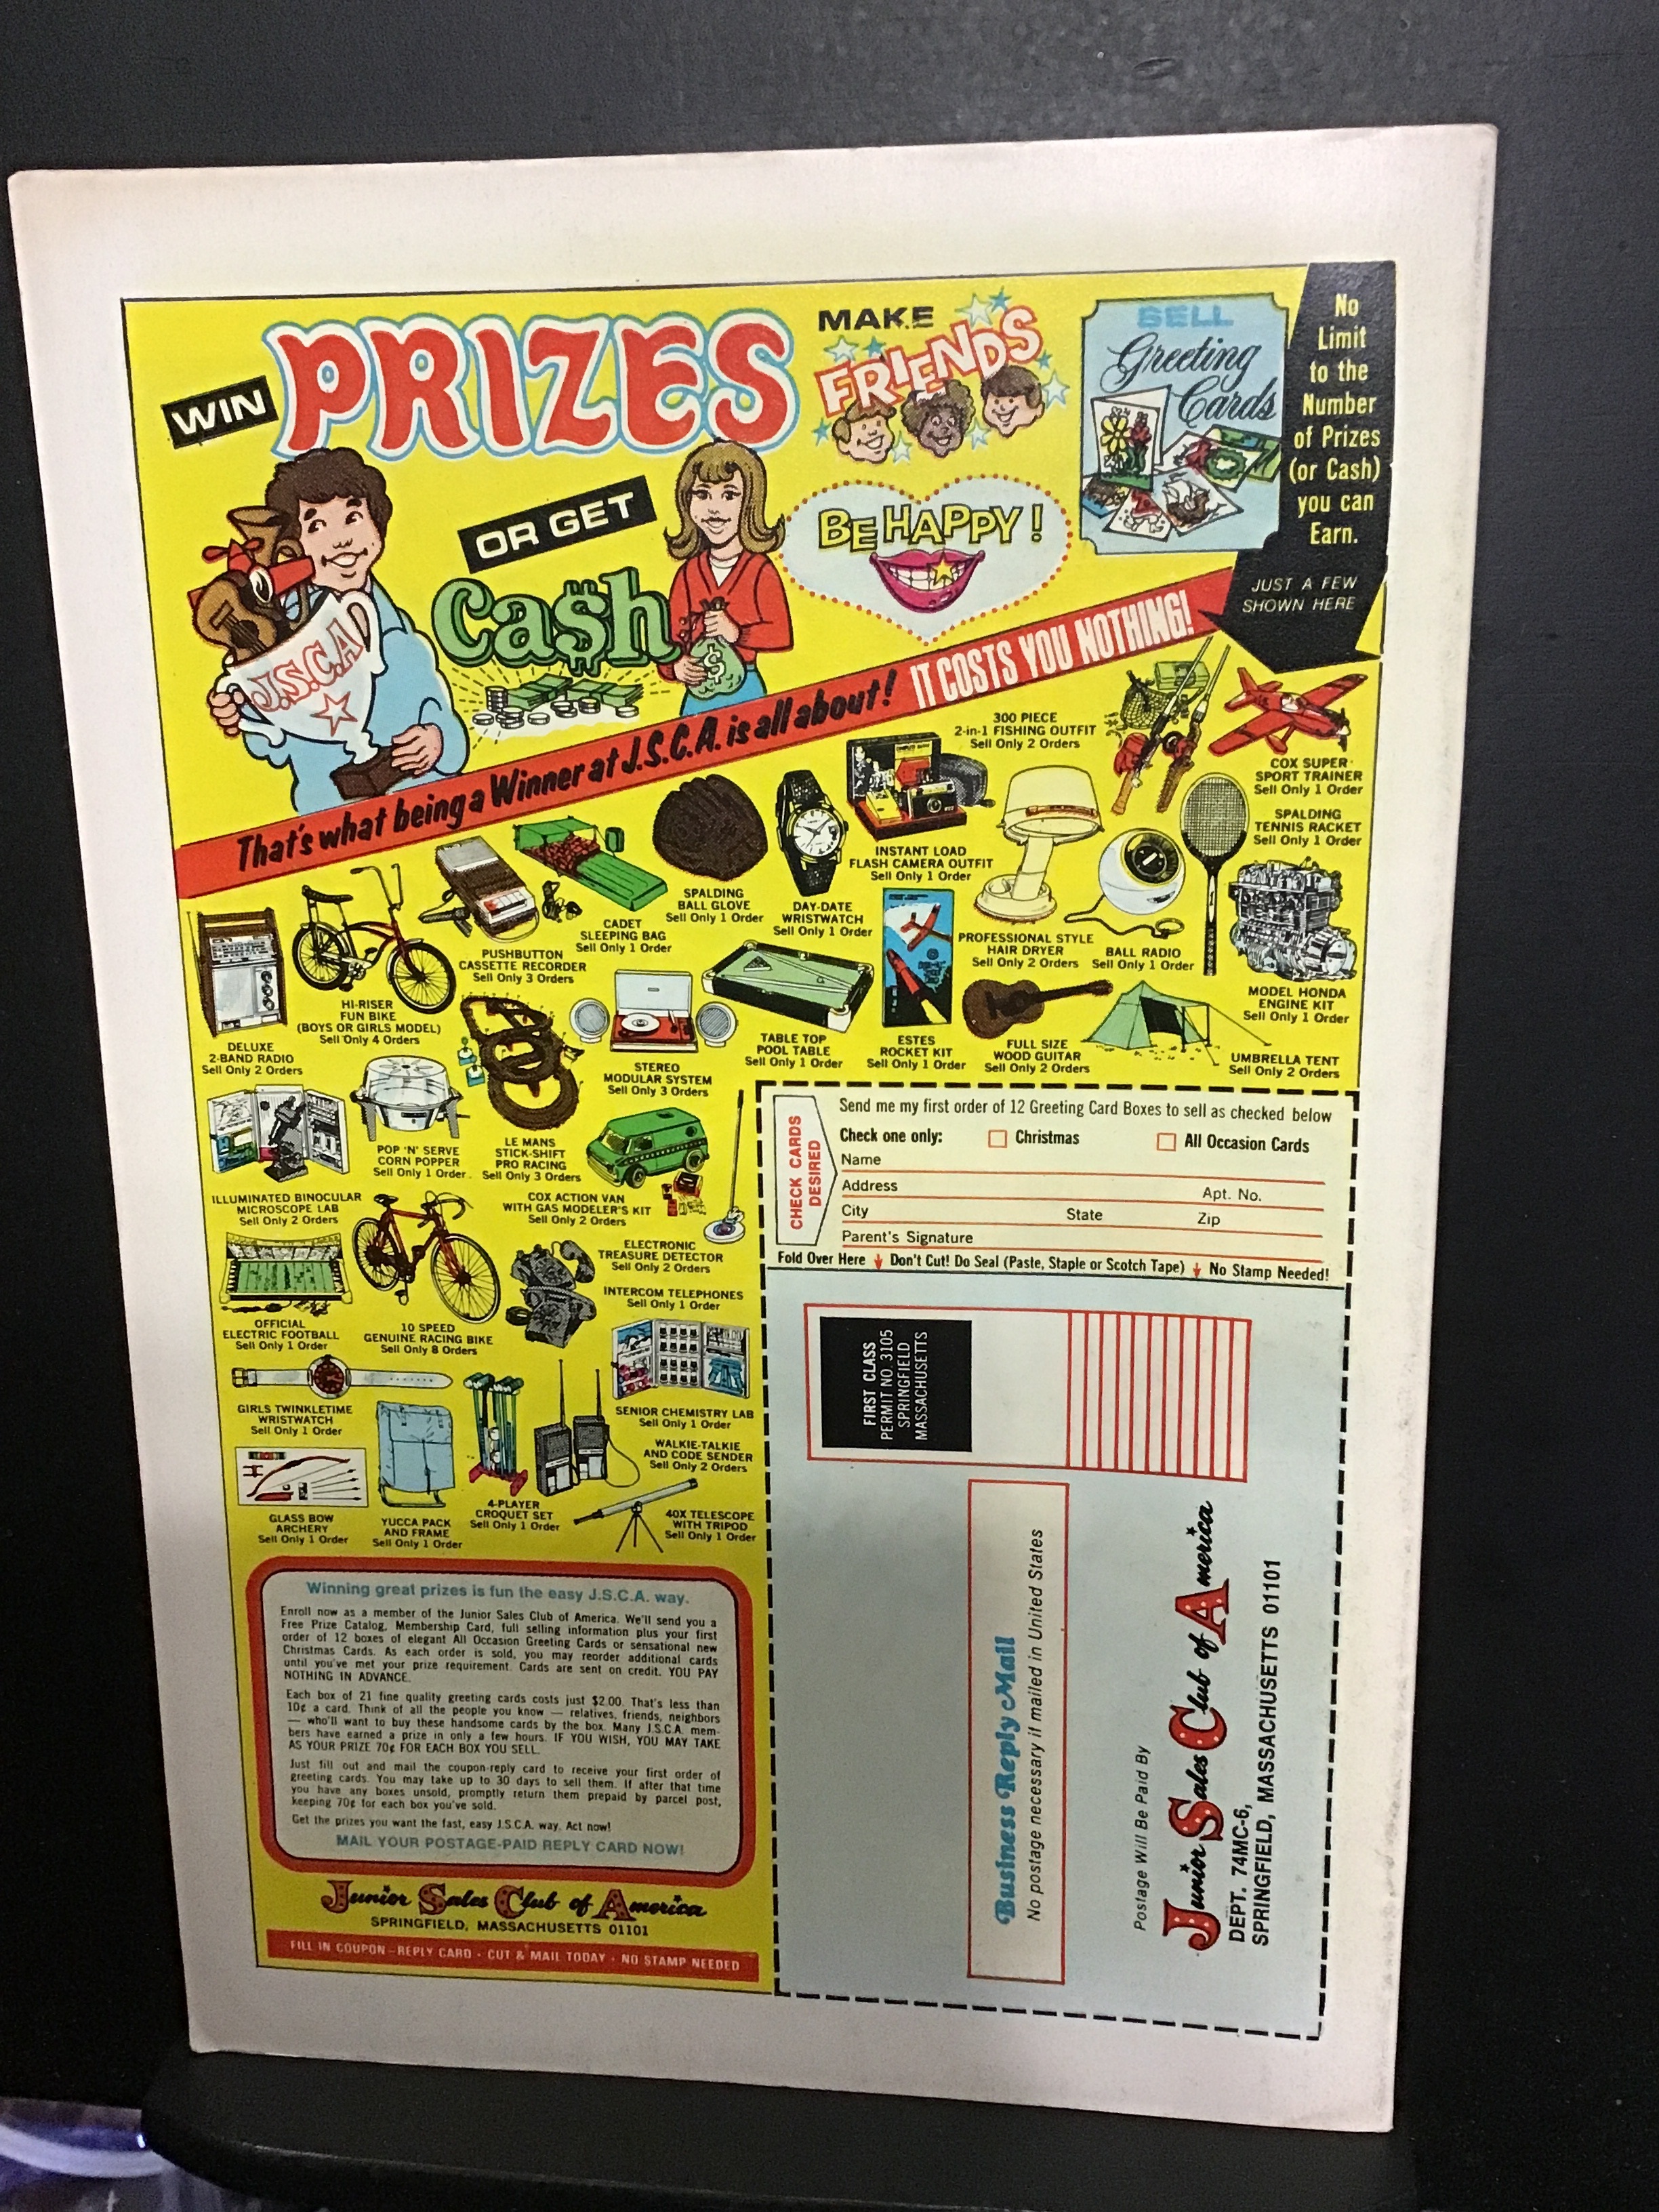 WIN
PRIZES
MAKE
FRIENDS
SELL
Greeting
Cards
No
Limit
to the
Number
of Prizes
(or Cash)
you can
Earn.
JUST A FEW
SHOWN HERE
OR GET
Ca$h
BE HAPPY!
J.S.C.A.
$
That's what being a Winner at J.S.C.A. is all about! IT COSTS YOU NOTHING!
300 PIECE
2-in-1 FISHING OUTFIT
Sell Only 2 Orders
COX SUPER
SPORT TRAINER
Sell Only 1 Order
SPALDING
TENNIS RACKET
Sell Only 1 Order
INSTANT LOAD
FLASH CAMERA OUTFIT
Sell Only 1 Order
SPALDING
BALL GLOVE
Sell Only 1 Order
DAY-DATE
WRISTWATCH
Sell Only 1 Order
CADET
SLEEPING BAG
Sell Only 1 Order
PUSHBUTTON
CASSETTE RECORDER
Sell Only 3 Orders
PROFESSIONAL STYLE
HAIR DRYER
Sell Only 2 Orders
BALL RADIO
Sell Only 1 Order
MODEL HONDA
ENGINE KIT
Sell Only 1 Order
HI-RISER
FUN BIKE
(BOYS OR GIRLS MODEL)
Sell Only 4 Orders
DELUXE
2-BAND RADIO
Sell Only 2 Orders
STEREO
MODULAR SYSTEM
Sell Only 3 Orders
TABLE TOP
POOL TABLE
Sell Only 1 Order
ESTES
ROCKET KIT
Sell Only 1 Order
FULL SIZE
WOOD GUITAR
Sell Only 2 Orders
UMBRELLA TENT
Sell Only 2 Orders
POP 'N' SERVE
CORN POPPER
Sell Only 1 Order
LE MANS
STICK-SHIFT
PRO RACING
Sell Only 3 Orders
ILLUMINATED BINOCULAR
MICROSCOPE LAB
Sell Only 2 Orders
COX ACTION VAN
WITH GAS MODELER'S KIT
Sell Only 2 Orders
ELECTRONIC
TREASURE DETECTOR
Sell Only 2 Orders
INTERCOM TELEPHONES
Sell Only 1 Order
OFFICIAL
ELECTRIC FOOTBALL
Sell Only 1 Order
10 SPEED
GENUINE RACING BIKE
Sell Only 8 Orders
GIRLS TWINKLETIME
WRISTWATCH
Sell Only 1 Order
SENIOR CHEMISTRY LAB
Sell Only 1 Order
WALKIE-TALKIE
AND CODE SENDER
Sell Only 2 Orders
GLASS BOW
ARCHERY
Sell Only 1 Order
YUCCA PACK
AND FRAME
Sell Only 1 Order
4-PLAYER
CROQUET SET
Sell Only 1 Order
40X TELESCOPE
WITH TRIPOD
Sell Only 1 Order
Winning great prizes is fun the easy J.S.C.A. way.
Enroll now as a member of the Junior Sales Club of America. We'll send you a
Free Prize Catalog, Membership Card, full selling information plus your first
order of 12 boxes of elegant All Occasion Greeting Cards or sensational new
Christmas Cards. As each order is sold, you may reorder additional cards
until you've met your prize requirement. Cards are sent on credit. YOU PAY
NOTHING IN ADVANCE.
Each box of 21 fine quality greeting cards costs just $2.00. That's less than
10¢ a card. Think of all the people you know — relatives, friends, neighbors
— who'll want to buy these handsome cards by the box. Many J.S.C.A. mem-
bers have earned a prize in only a few hours. IF YOU WISH, YOU MAY TAKE
AS YOUR PRIZE 70¢ FOR EACH BOX YOU SELL.
Just fill out and mail the coupon-reply card to receive your first order of
greeting cards. You may take up to 30 days to sell them. If after that time
you have any boxes unsold, promptly return them prepaid by parcel post,
keeping 70¢ for each box you've sold.
Get the prizes you want the fast, easy J.S.C.A. way. Act now!
MAIL YOUR POSTAGE-PAID REPLY CARD NOW!
Junior Sales Club of America
SPRINGFIELD, MASSACHUSETTS 01101
FILL IN COUPON-REPLY CARD · CUT & MAIL TODAY · NO STAMP NEEDED
CHECK CARDS
DESIRED
Send me my first order of 12 Greeting Card Boxes to sell as checked below
Check one only: Christmas All Occasion Cards
Name
Address Apt. No.
City State Zip
Parent's Signature
Fold Over Here Don't Cut! Do Seal (Paste, Staple or Scotch Tape) No Stamp Needed!
FIRST CLASS
PERMIT NO. 3105
SPRINGFIELD
MASSACHUSETTS
Business Reply Mail
No postage necessary if mailed in United States
Postage Will Be Paid By
Junior Sales Club of America
DEPT. 74MC-6,
SPRINGFIELD, MASSACHUSETTS 01101